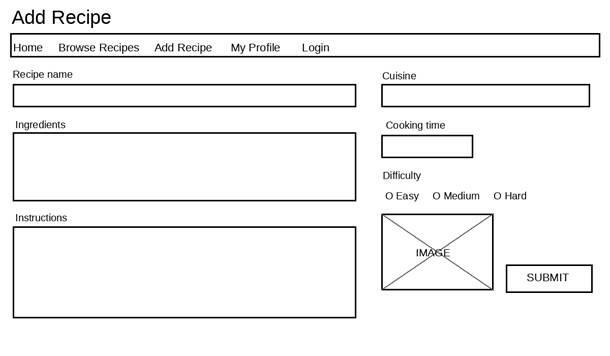 Add Recipe
Home Browse Recipes Add Recipe My Profile Login
Recipe name
Ingredients
Instructions
Cuisine
Cooking time
Difficulty
O Easy O Medium O Hard
IMAGE
SUBMIT